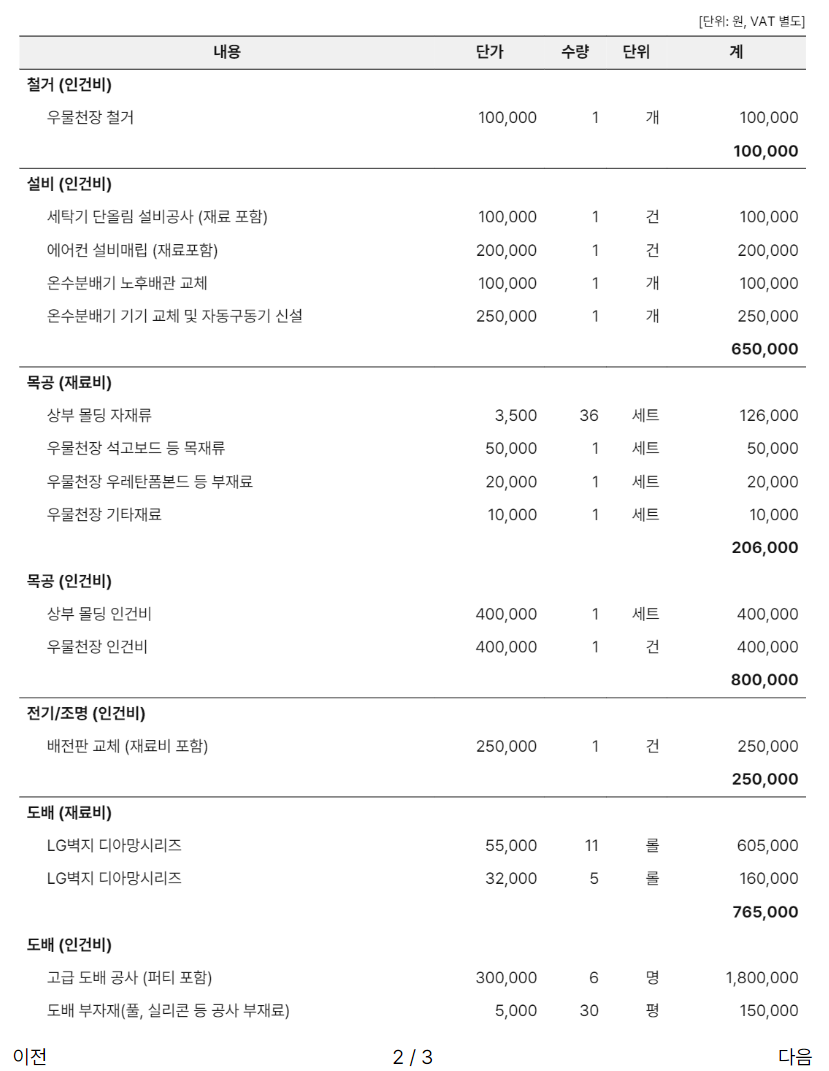 [단위: 원, VAT 별도]
내용 단가 수량 단위 계
철거 (인건비)
우물천장 철거 100,000 1 개 100,000
100,000
설비 (인건비)
세탁기 단올림 설비공사 (재료 포함) 100,000 1 건 100,000
에어컨 설비매립 (재료포함) 200,000 1 건 200,000
온수분배기 노후배관 교체 100,000 1 개 100,000
온수분배기 기기 교체 및 자동구동기 신설 250,000 1 개 250,000
650,000
목공 (재료비)
상부 몰딩 자재류 3,500 36 세트 126,000
우물천장 석고보드 등 목재류 50,000 1 세트 50,000
우물천장 우레탄폼본드 등 부재료 20,000 1 세트 20,000
우물천장 기타재료 10,000 1 세트 10,000
206,000
목공 (인건비)
상부 몰딩 인건비 400,000 1 세트 400,000
우물천장 인건비 400,000 1 건 400,000
800,000
전기/조명 (인건비)
배전판 교체 (재료비 포함) 250,000 1 건 250,000
250,000
도배 (재료비)
LG벽지 디아망시리즈 55,000 11 롤 605,000
LG벽지 디아망시리즈 32,000 5 롤 160,000
765,000
도배 (인건비)
고급 도배 공사 (퍼티 포함) 300,000 6 명 1,800,000
도배 부자재(풀, 실리콘 등 공사 부재료) 5,000 30 평 150,000
이전 2 / 3 다음